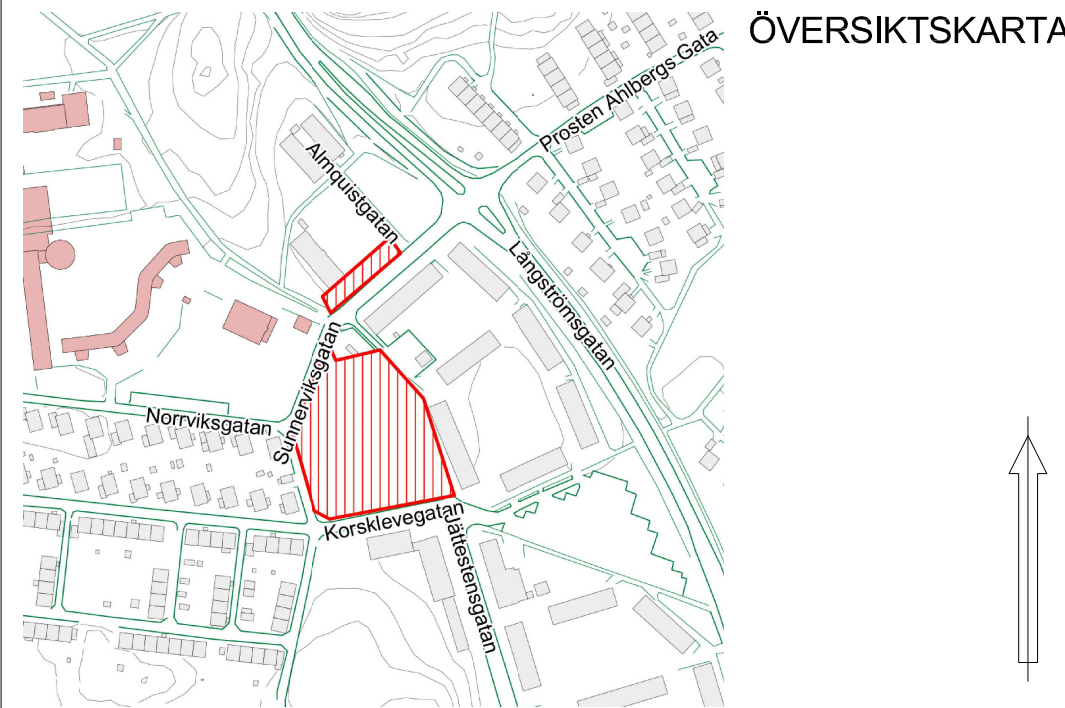 ÖVERSIKTSKARTA
Prosten Ahlbergs Gata
Almquistgatan
Långströmsgatan
Sunnerviksgatan
Norrviksgatan
Korsklevegatan
Jättestensgatan